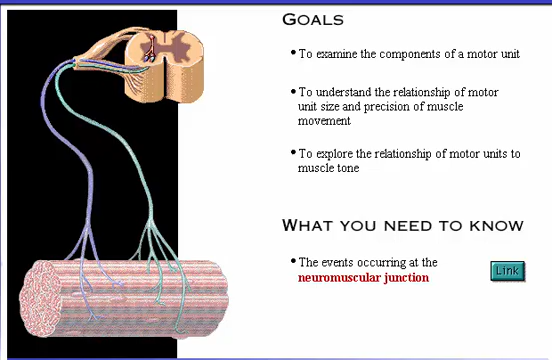 GOALS
• To examine the components of a motor unit
• To understand the relationship of motor
unit size and precision of muscle
movement
• To explore the relationship of motor units to
muscle tone
WHAT YOU NEED TO KNOW
• The events occurring at the
neuromuscular junction
Link